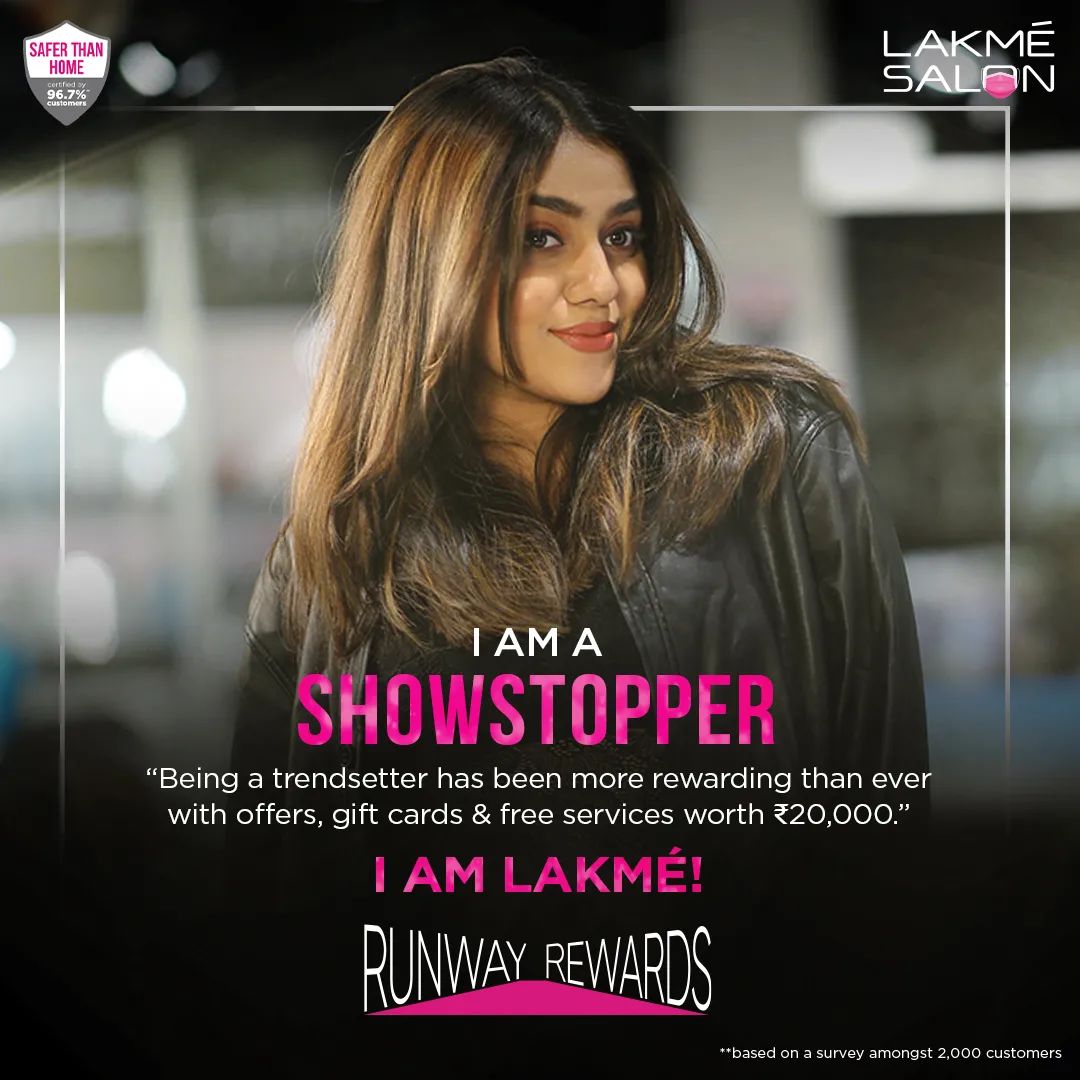 SAFER THAN
HOME
certified by
96.7%**
customers
LAKMÉ
SALON
I AM A
SHOWSTOPPER
“Being a trendsetter has been more rewarding than ever
with offers, gift cards & free services worth ₹20,000.”
I AM LAKMÉ!
RUNWAY REWARDS
**based on a survey amongst 2,000 customers